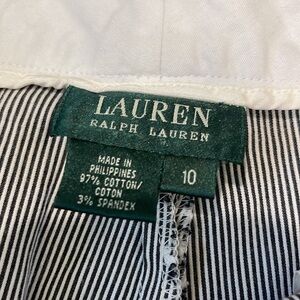 LAUREN
RALPH LAUREN
MADE IN
PHILIPPINES
97% COTTON/
COTON
3% SPANDEX
10